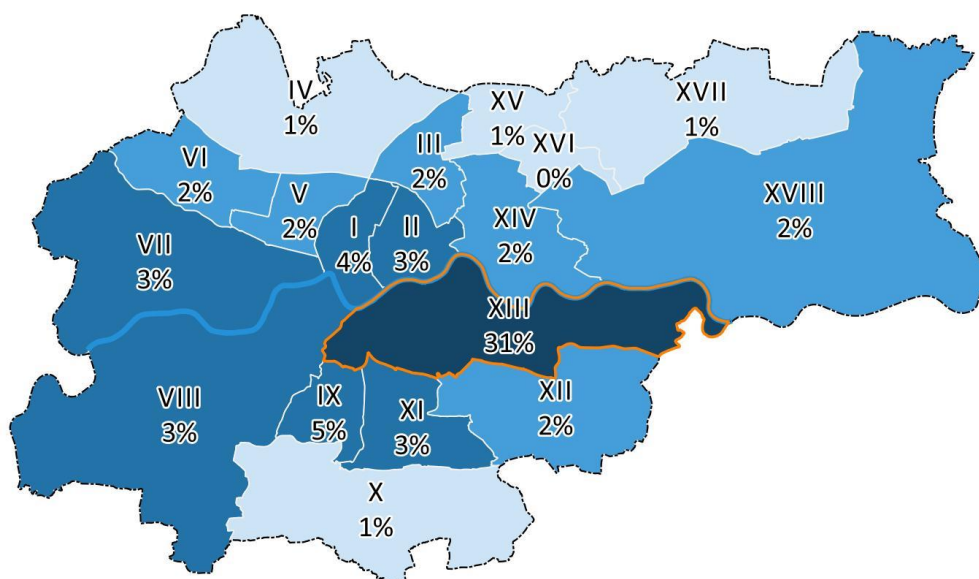 IV
1%
XV
1%
XVII
1%
III
2%
XVI
0%
VI
2%
V
2%
XVIII
2%
I
4%
II
3%
XIV
2%
VII
3%
XIII
31%
VIII
3%
IX
5%
XI
3%
XII
2%
X
1%